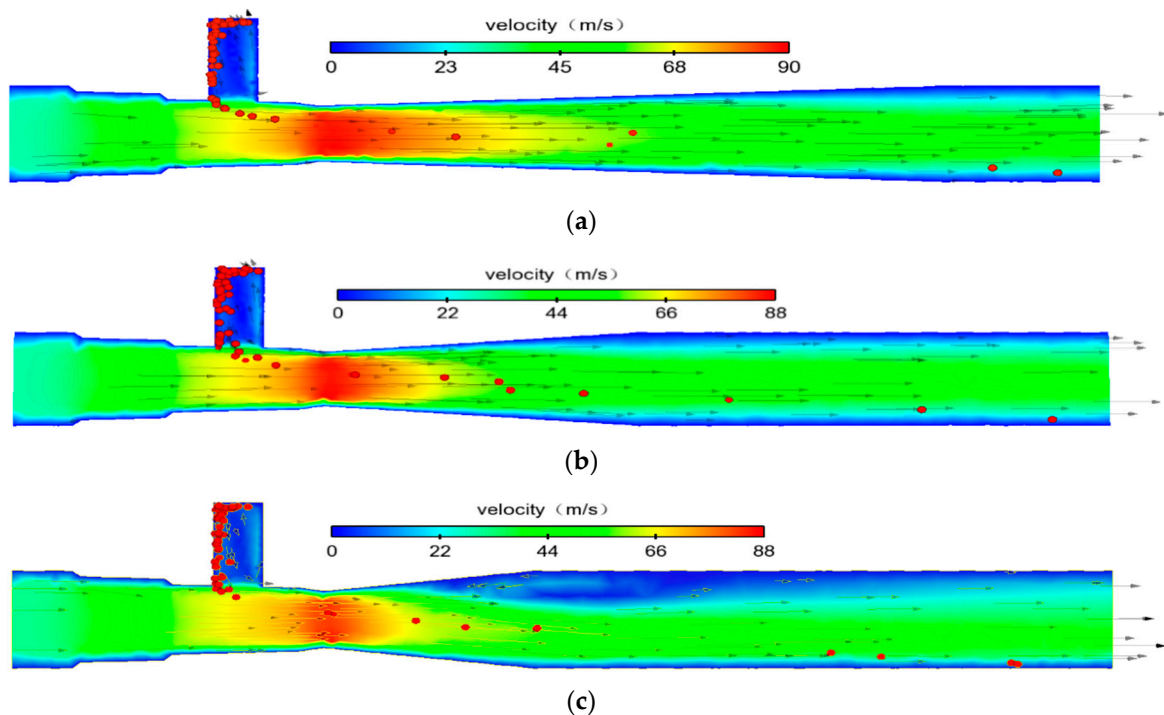 velocity（m/s）
0 23 45 68 90
(a)
velocity（m/s）
0 22 44 66 88
(b)
velocity（m/s）
0 22 44 66 88
(c)